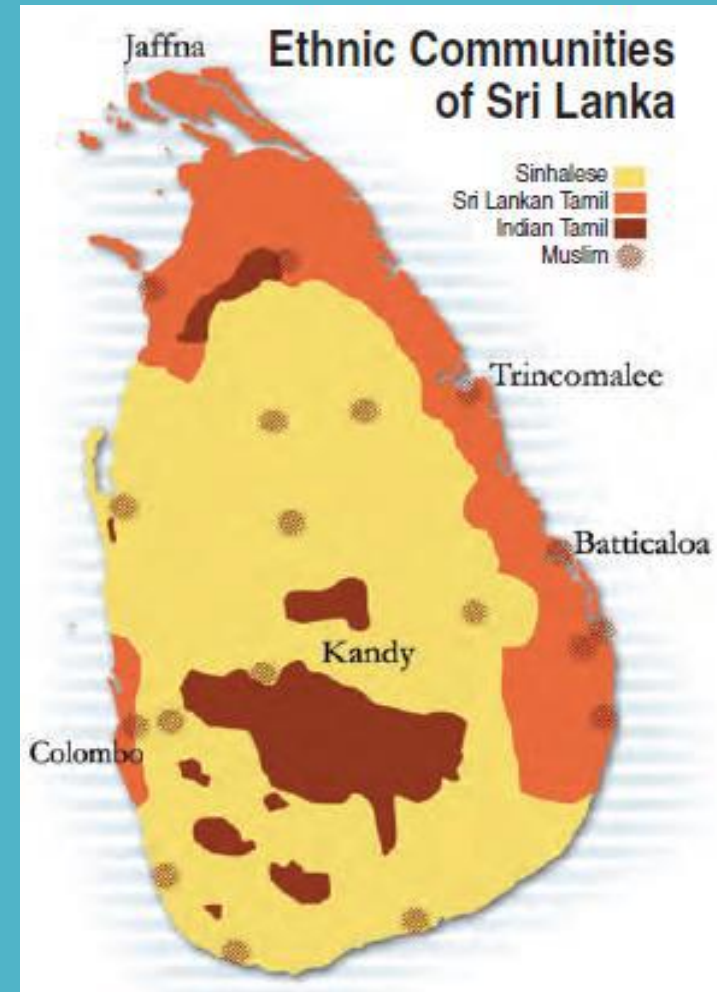 Jaffna
Ethnic Communities
of Sri Lanka
Sinhalese
Sri Lankan Tamil
Indian Tamil
Muslim
Trincomalee
Batticaloa
Kandy
Colombo